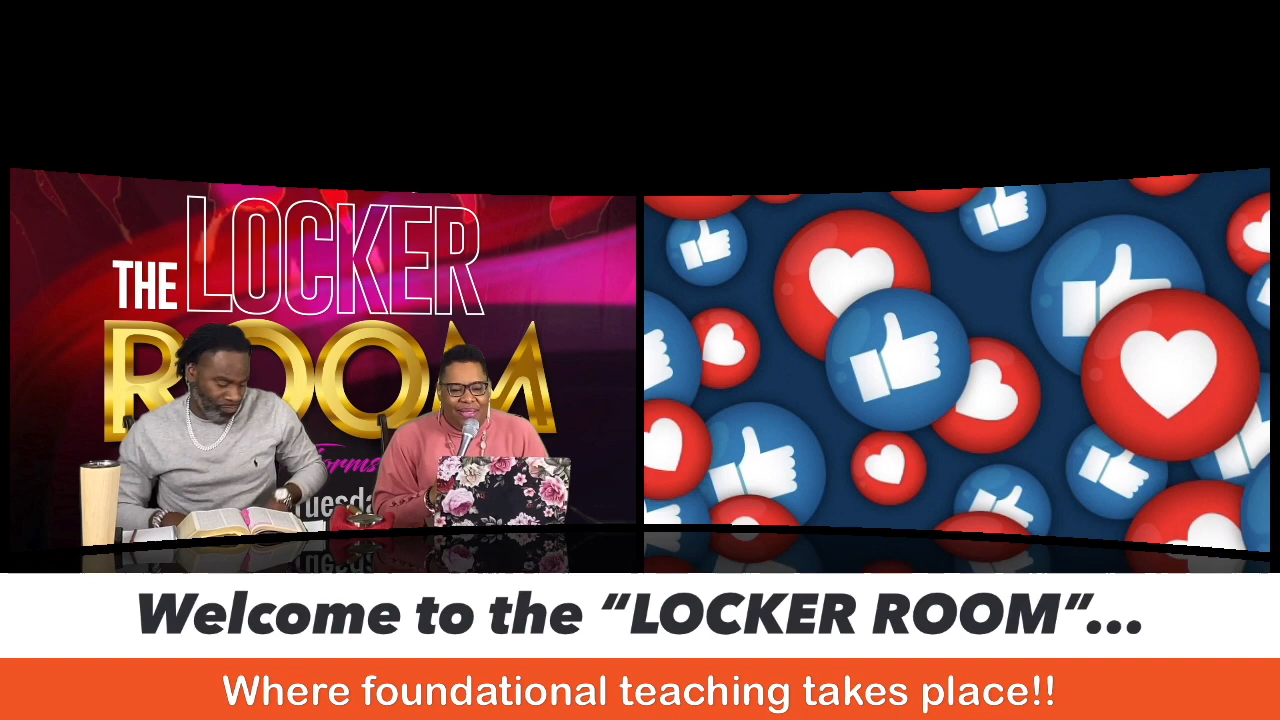 THE LOCKER
ROOM
Welcome to the “LOCKER ROOM”...
Where foundational teaching takes place!!